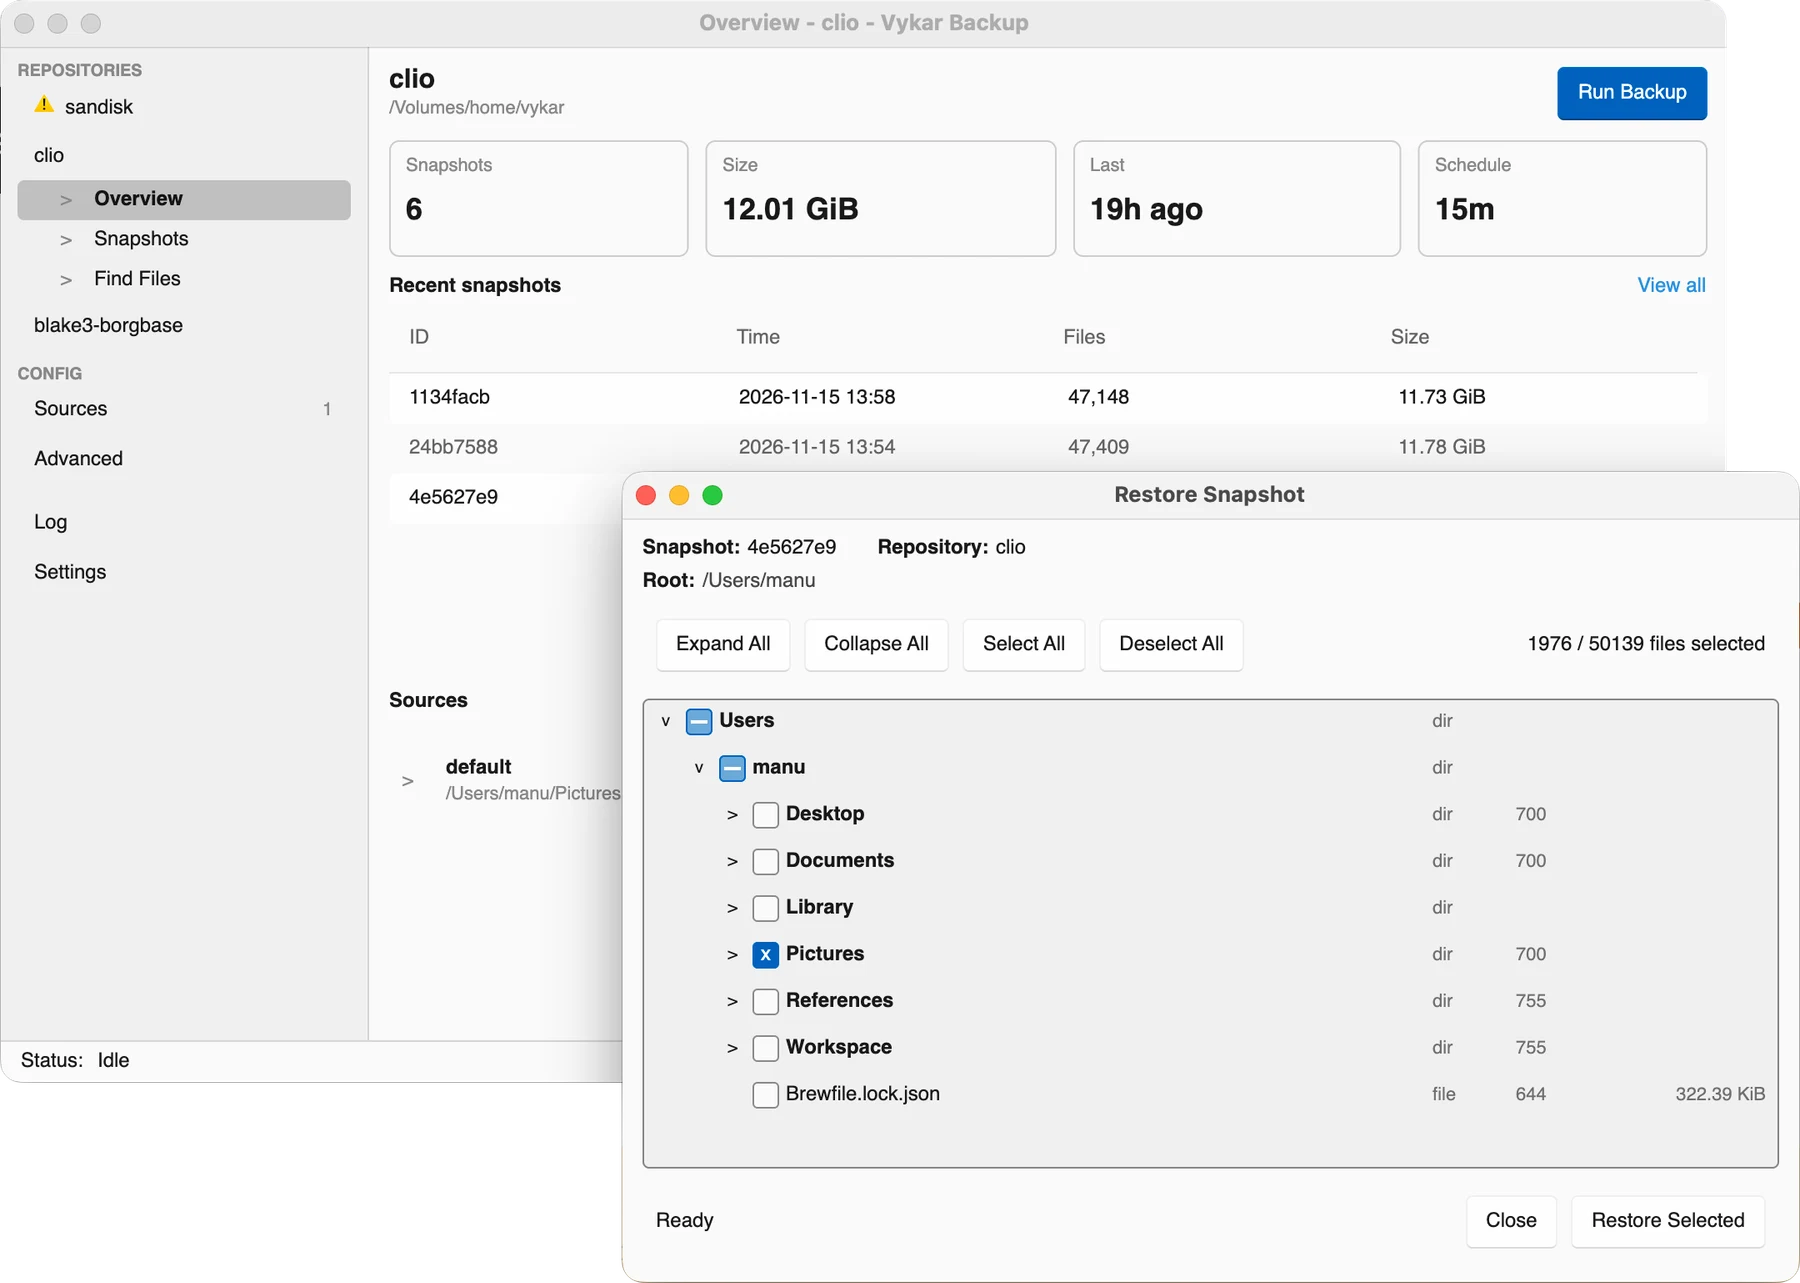 Overview - clio - Vykar Backup
REPOSITORIES
sandisk
clio
> Overview
> Snapshots
> Find Files
blake3-borgbase
CONFIG
Sources 1
Advanced
Log
Settings
clio
/Volumes/home/vykar
Run Backup
Snapshots
6
Size
12.01 GiB
Last
19h ago
Schedule
15m
Recent snapshots View all
ID Time Files Size
1134facb 2026-11-15 13:58 47,148 11.73 GiB
24bb7588 2026-11-15 13:54 47,409 11.78 GiB
4e5627e9
Sources
> default
/Users/manu/Pictures
Status: Idle
Restore Snapshot
Snapshot: 4e5627e9 Repository: clio
Root: /Users/manu
Expand All Collapse All Select All Deselect All 1976 / 50139 files selected
v Users dir
v manu dir
> Desktop dir 700
> Documents dir 700
> Library dir
> X Pictures dir 700
> References dir 755
> Workspace dir 755
Brewfile.lock.json file 644 322.39 KiB
Ready Close Restore Selected